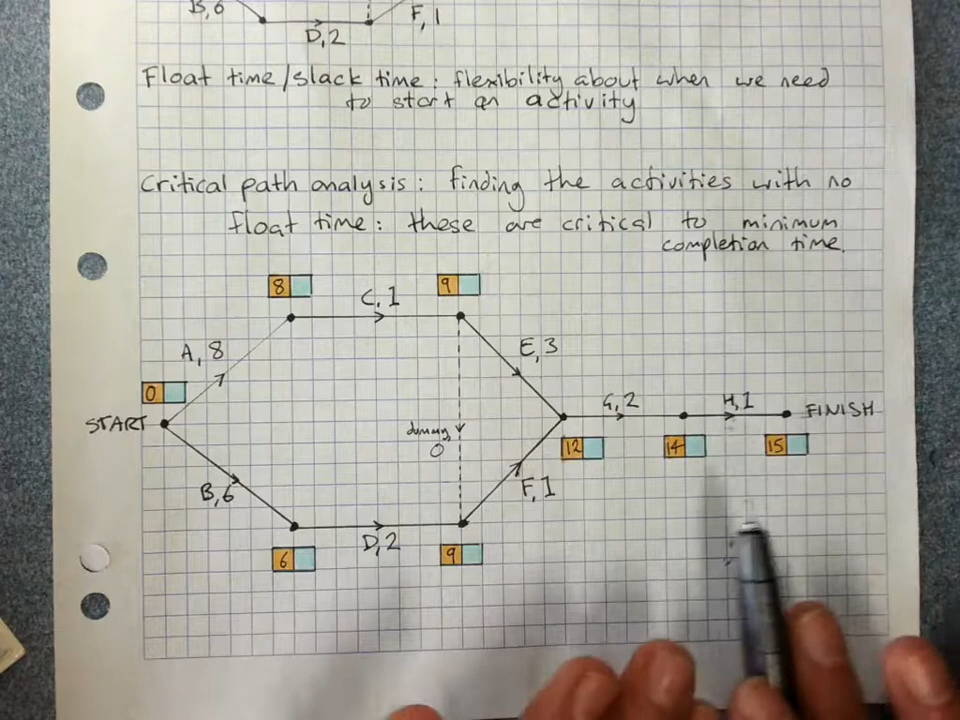 B,6
F,1
D,2
Float time/slack time: flexibility about when we need
to start an activity
Critical path analysis: finding the activities with no
float time: these are critical to minimum
completion time.
8
9
C,1
A, 8
E,3
0
START
G,2
H,1
FINISH
dummy,
0
12
14
15
B,6
F,1
D,2
6
9